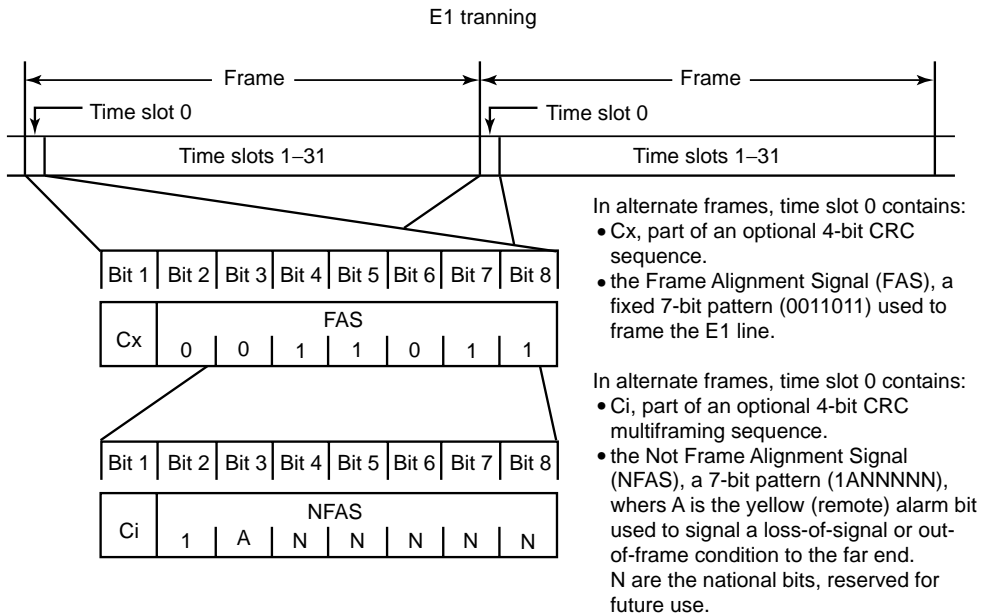 E1 tranning
Frame
Frame
Time slot 0
Time slot 0
Time slots 1–31
Time slots 1–31
In alternate frames, time slot 0 contains:
• Cx, part of an optional 4-bit CRC
sequence.
• the Frame Alignment Signal (FAS), a
fixed 7-bit pattern (0011011) used to
frame the E1 line.
Bit 1 Bit 2 Bit 3 Bit 4 Bit 5 Bit 6 Bit 7 Bit 8
FAS
Cx 0 0 1 1 0 1 1
In alternate frames, time slot 0 contains:
• Ci, part of an optional 4-bit CRC
multiframing sequence.
• the Not Frame Alignment Signal
(NFAS), a 7-bit pattern (1ANNNNN),
whers A is the yellow (remote) alarm bit
used to signal a loss-of-signal or out-
of-frame condition to the far end.
N are the national bits, reserved for
future use.
Bit 1 Bit 2 Bit 3 Bit 4 Bit 5 Bit 6 Bit 7 Bit 8
NFAS
Ci 1 A N N N N N